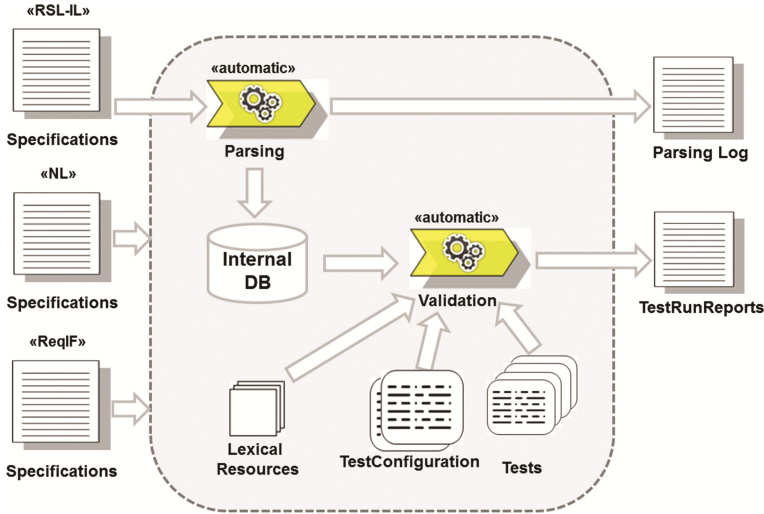 «RSL-IL»
Specifications
«automatic»
Parsing
Parsing Log
«NL»
Specifications
Internal
DB
«automatic»
Validation
TestRunReports
«ReqIF»
Specifications
Lexical
Resources
TestConfiguration
Tests